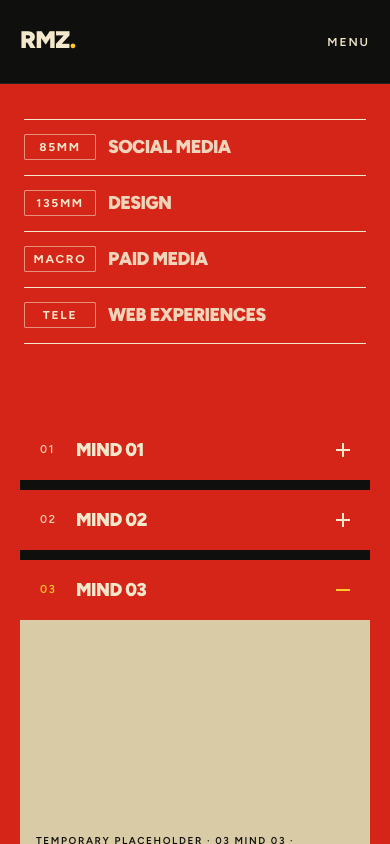 RMZ.
MENU
85MM SOCIAL MEDIA
135MM DESIGN
MACRO PAID MEDIA
TELE WEB EXPERIENCES
01 MIND 01
02 MIND 02
03 MIND 03
TEMPORARY PLACEHOLDER · 03 MIND 03 ·